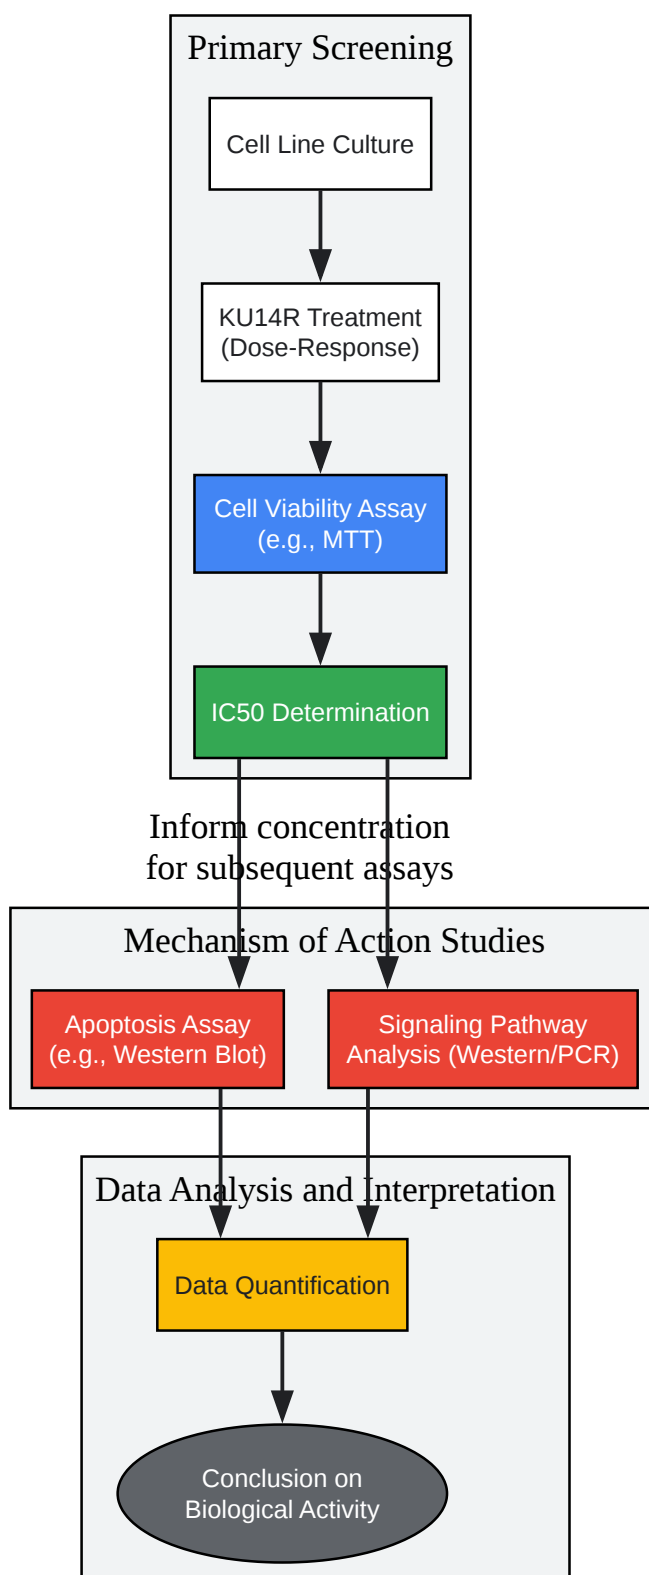 Primary Screening
Cell Line Culture
KU14R Treatment
(Dose-Response)
Cell Viability Assay
(e.g., MTT)
IC50 Determination
Inform concentration
for subsequent assays
Mechanism of Action Studies
Apoptosis Assay
(e.g., Western Blot)
Signaling Pathway
Analysis (Western/PCR)
Data Analysis and Interpretation
Data Quantification
Conclusion on
Biological Activity